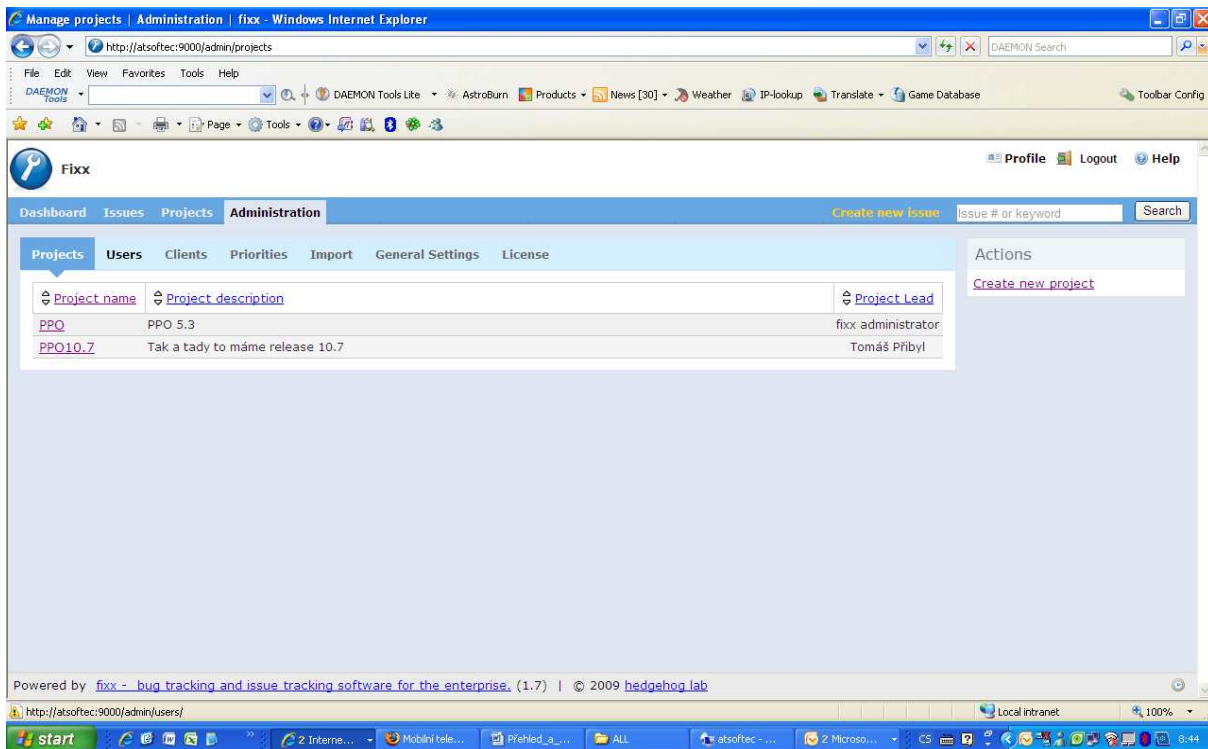 Manage projects | Administration | fixx - Windows Internet Explorer
http://atsoftec:9000/admin/projects
DAEMON Search
File Edit View Favorites Tools Help
DAEMON Tools
DAEMON Tools Lite AstroBurn Products News [30] Weather IP-lookup Translate Game Database Toolbar Config
Page Tools
Fixx
Profile Logout Help
Dashboard Issues Projects Administration Create new issue Issue # or keyword Search
Projects Users Clients Priorities Import General Settings License
Actions
Create new project
Project name Project description Project Lead
PPO PPO 5.3 fixx administrator
PPO10.7 Tak a tady to máme release 10.7 Tomáš Přibyl
Powered by fixx - bug tracking and issue tracking software for the enterprise. (1.7) | © 2009 hedgehog lab
http://atsoftec:9000/admin/users/ Local intranet 100%
start 2 Interne... Mobilní tele... Přehled_a_... ALL atsoftec - ... 2 Microso... CS 8:44